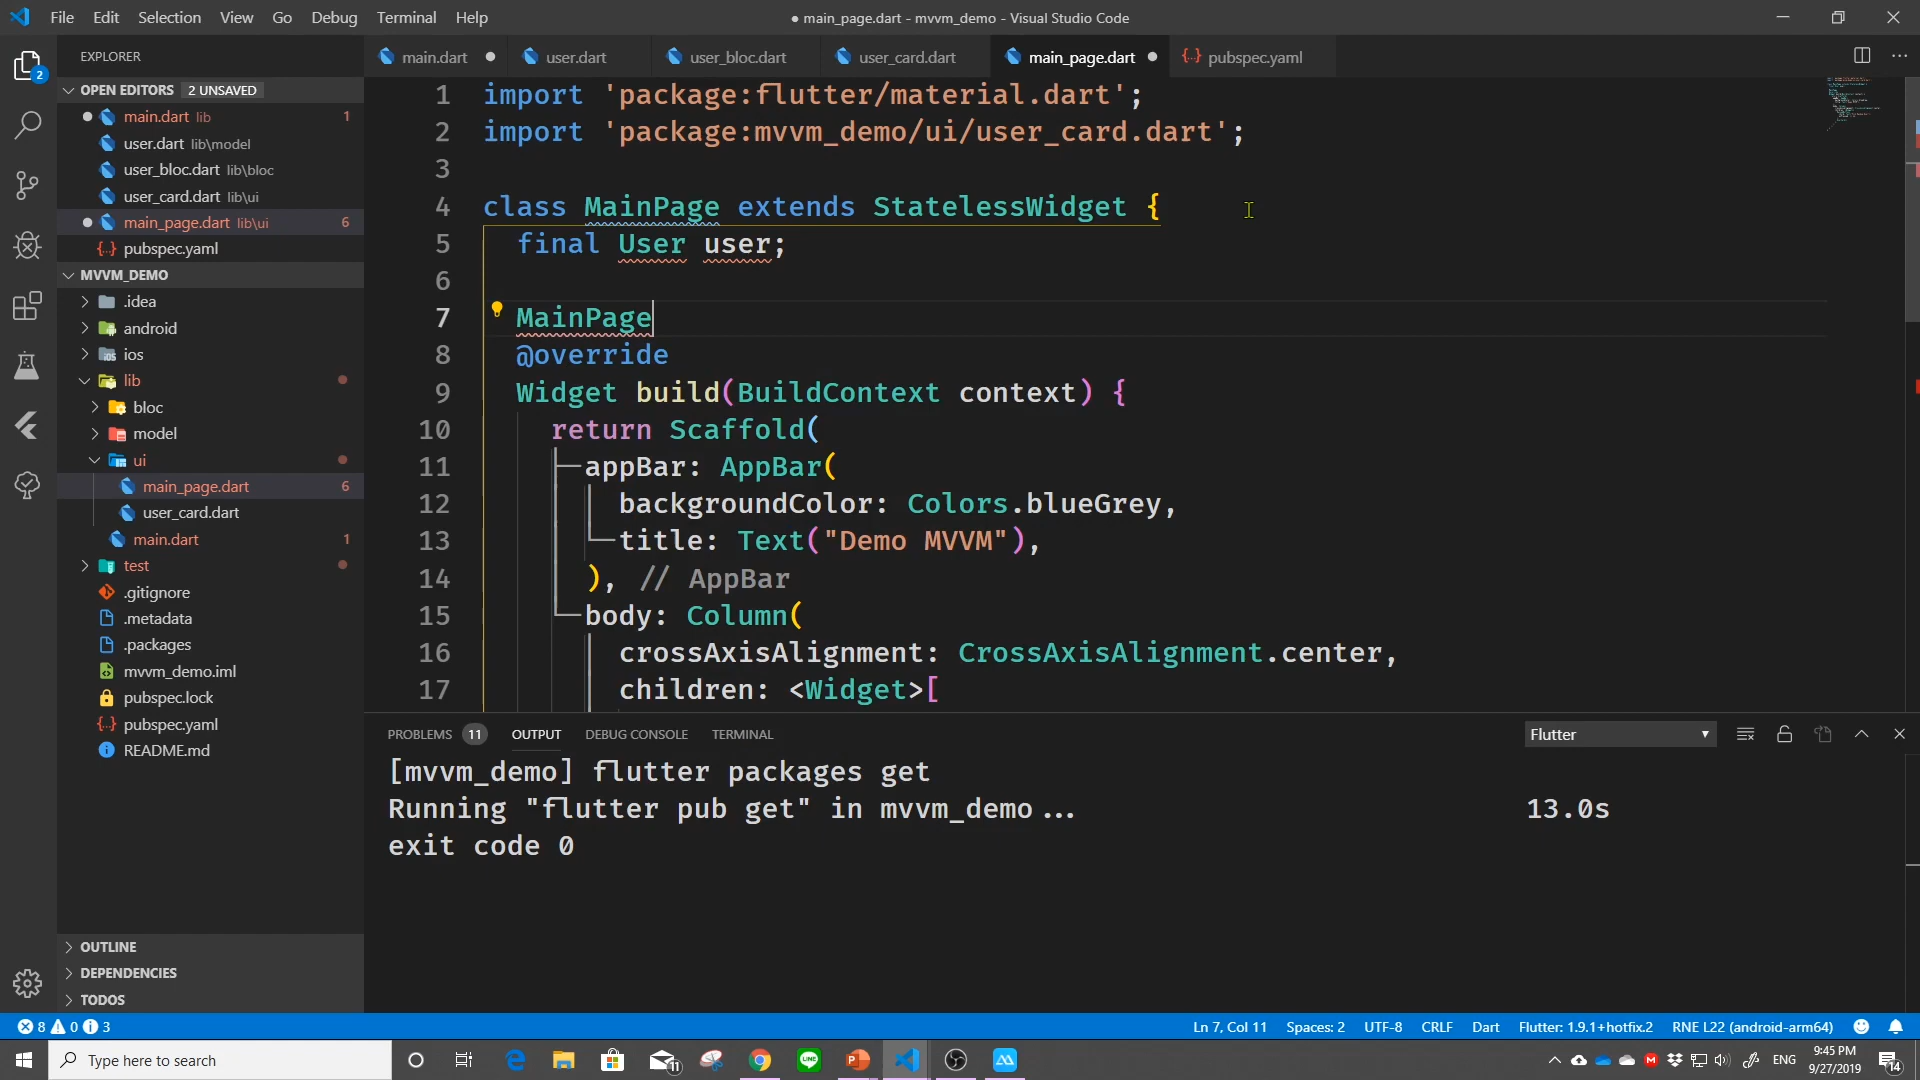 File Edit Selection View Go Debug Terminal Help
● main_page.dart - mvvm_demo - Visual Studio Code
EXPLORER
OPEN EDITORS 2 UNSAVED
main.dart lib 1
user.dart lib\model
user_bloc.dart lib\bloc
user_card.dart lib\ui
main_page.dart lib\ui 6
pubspec.yaml
MVVM_DEMO
.idea
android
ios
lib
bloc
model
ui
main_page.dart 6
user_card.dart
main.dart 1
test
.gitignore
.metadata
.packages
mvvm_demo.iml
pubspec.lock
pubspec.yaml
README.md
OUTLINE
DEPENDENCIES
TODOS
2
main.dart user.dart user_bloc.dart user_card.dart main_page.dart pubspec.yaml
1 import 'package:flutter/material.dart';
2 import 'package:mvvm_demo/ui/user_card.dart';
3
4 class MainPage extends StatelessWidget {
5 final User user;
6
7 MainPage
8 @override
9 Widget build(BuildContext context) {
10 return Scaffold(
11 appBar: AppBar(
12 backgroundColor: Colors.blueGrey,
13 title: Text("Demo MVVM"),
14 ), // AppBar
15 body: Column(
16 crossAxisAlignment: CrossAxisAlignment.center,
17 children: <Widget>[
PROBLEMS 11 OUTPUT DEBUG CONSOLE TERMINAL Flutter
[mvvm_demo] flutter packages get
Running "flutter pub get" in mvvm_demo... 13.0s
exit code 0
8 0 3 Ln 7, Col 11 Spaces: 2 UTF-8 CRLF Dart Flutter: 1.9.1+hotfix.2 RNE L22 (android-arm64)
Type here to search 11 LINE ENG 9:45 PM
9/27/2019 14